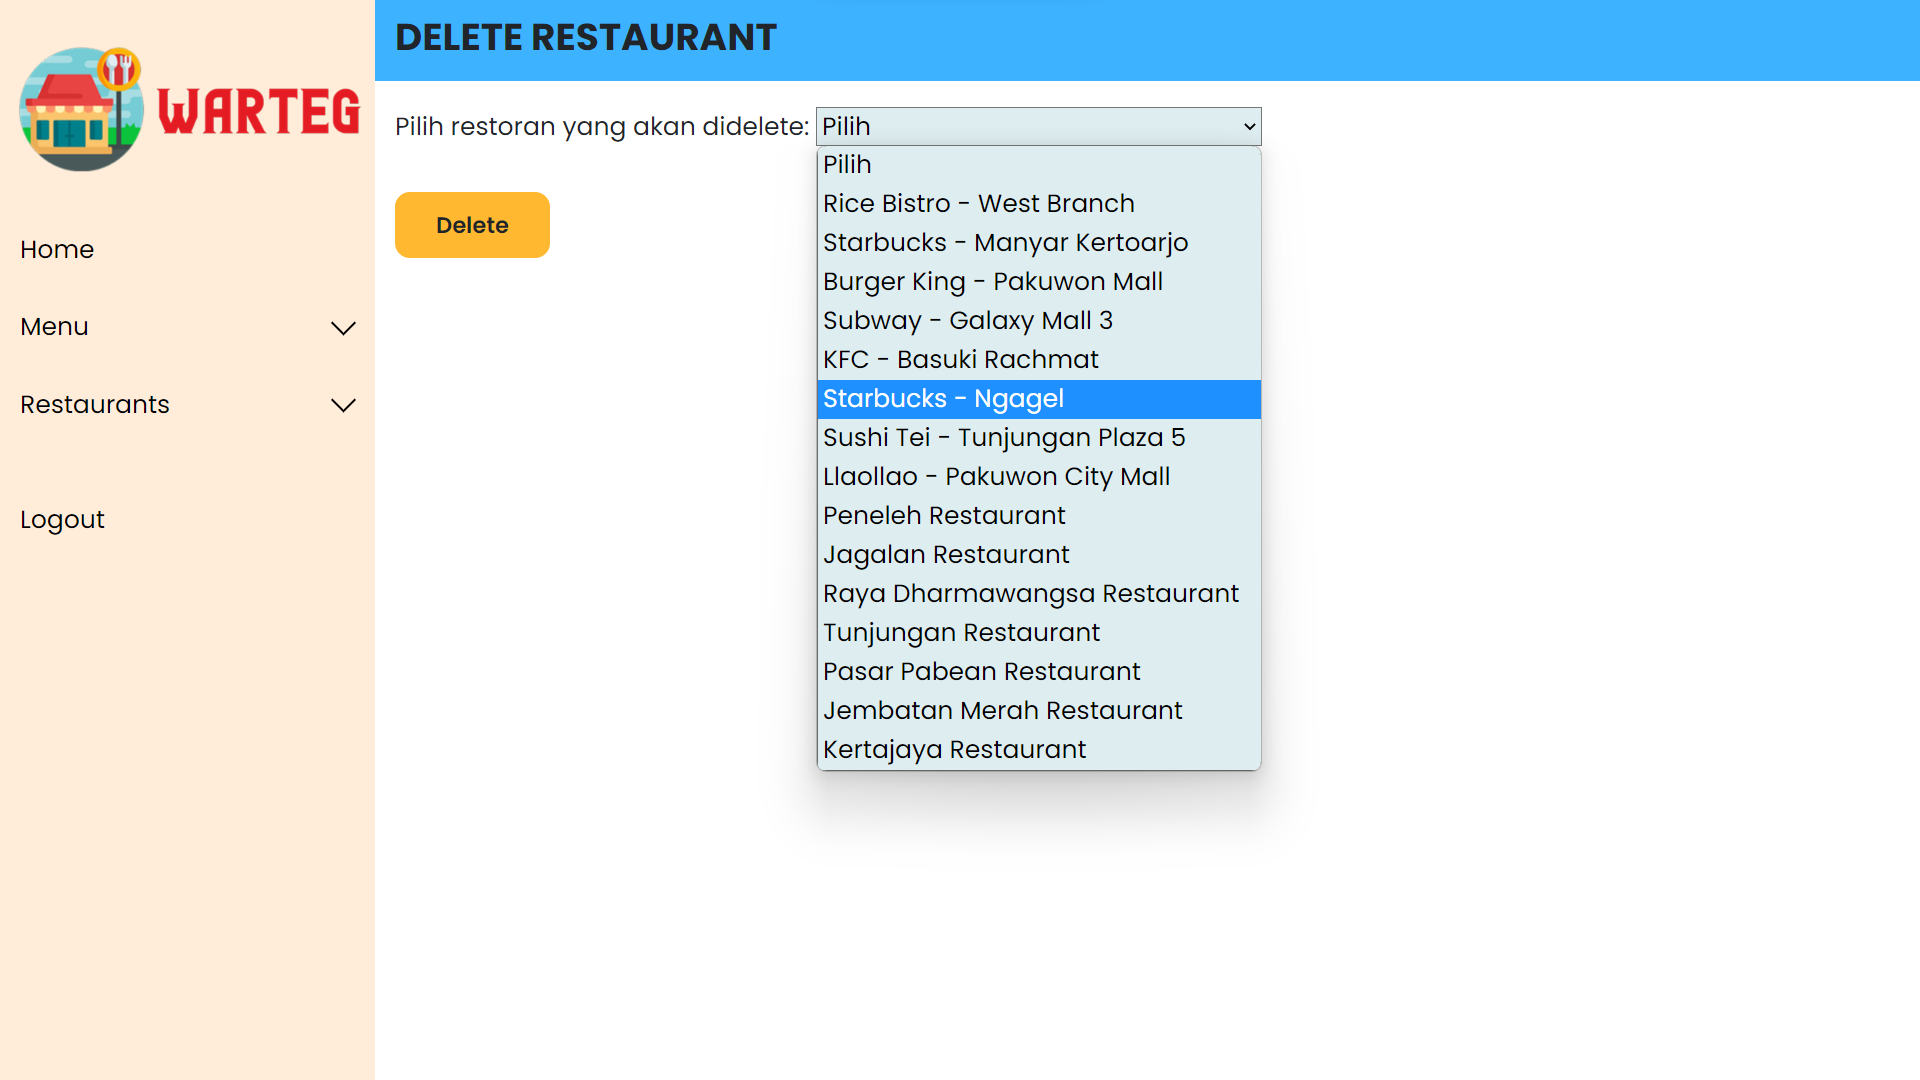 WARTEG
Home
Menu
Restaurants
Logout
DELETE RESTAURANT
Pilih restoran yang akan didelete: Pilih
Pilih
Rice Bistro - West Branch
Starbucks - Manyar Kertoarjo
Burger King - Pakuwon Mall
Subway - Galaxy Mall 3
KFC - Basuki Rachmat
Starbucks - Ngagel
Sushi Tei - Tunjungan Plaza 5
Llaollao - Pakuwon City Mall
Peneleh Restaurant
Jagalan Restaurant
Raya Dharmawangsa Restaurant
Tunjungan Restaurant
Pasar Pabean Restaurant
Jembatan Merah Restaurant
Kertajaya Restaurant
Delete